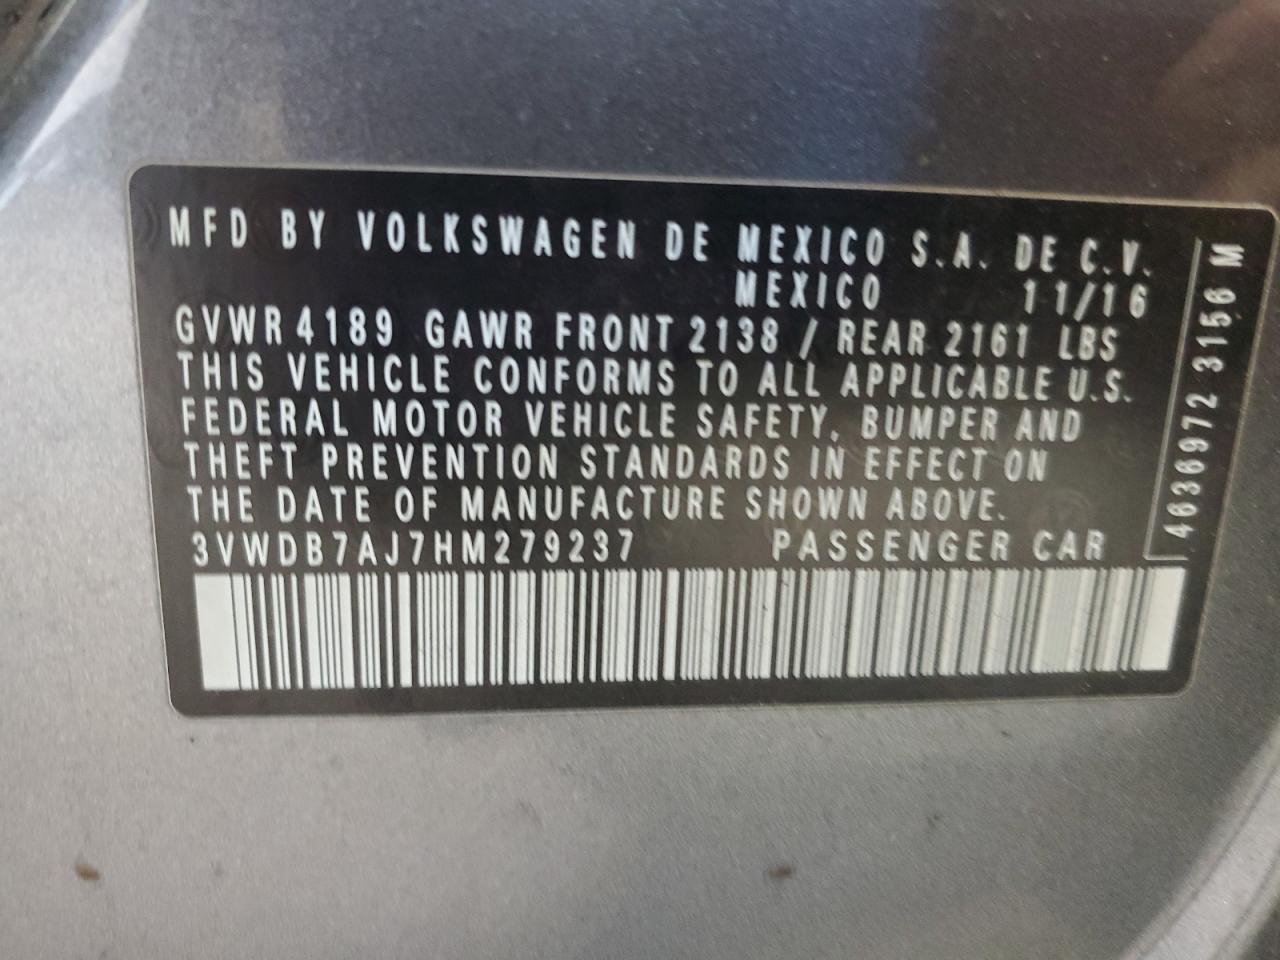 MFD BY VOLKSWAGEN DE MEXICO S.A. DE C.V.
MEXICO 11/16
GVWR 4189 GAWR FRONT 2138 / REAR 2161 LBS
THIS VEHICLE CONFORMS TO ALL APPLICABLE U.S.
FEDERAL MOTOR VEHICLE SAFETY, BUMPER AND
THEFT PREVENTION STANDARDS IN EFFECT ON
THE DATE OF MANUFACTURE SHOWN ABOVE.
3VWDB7AJ7HM279237 PASSENGER CAR
4636972 3156 M